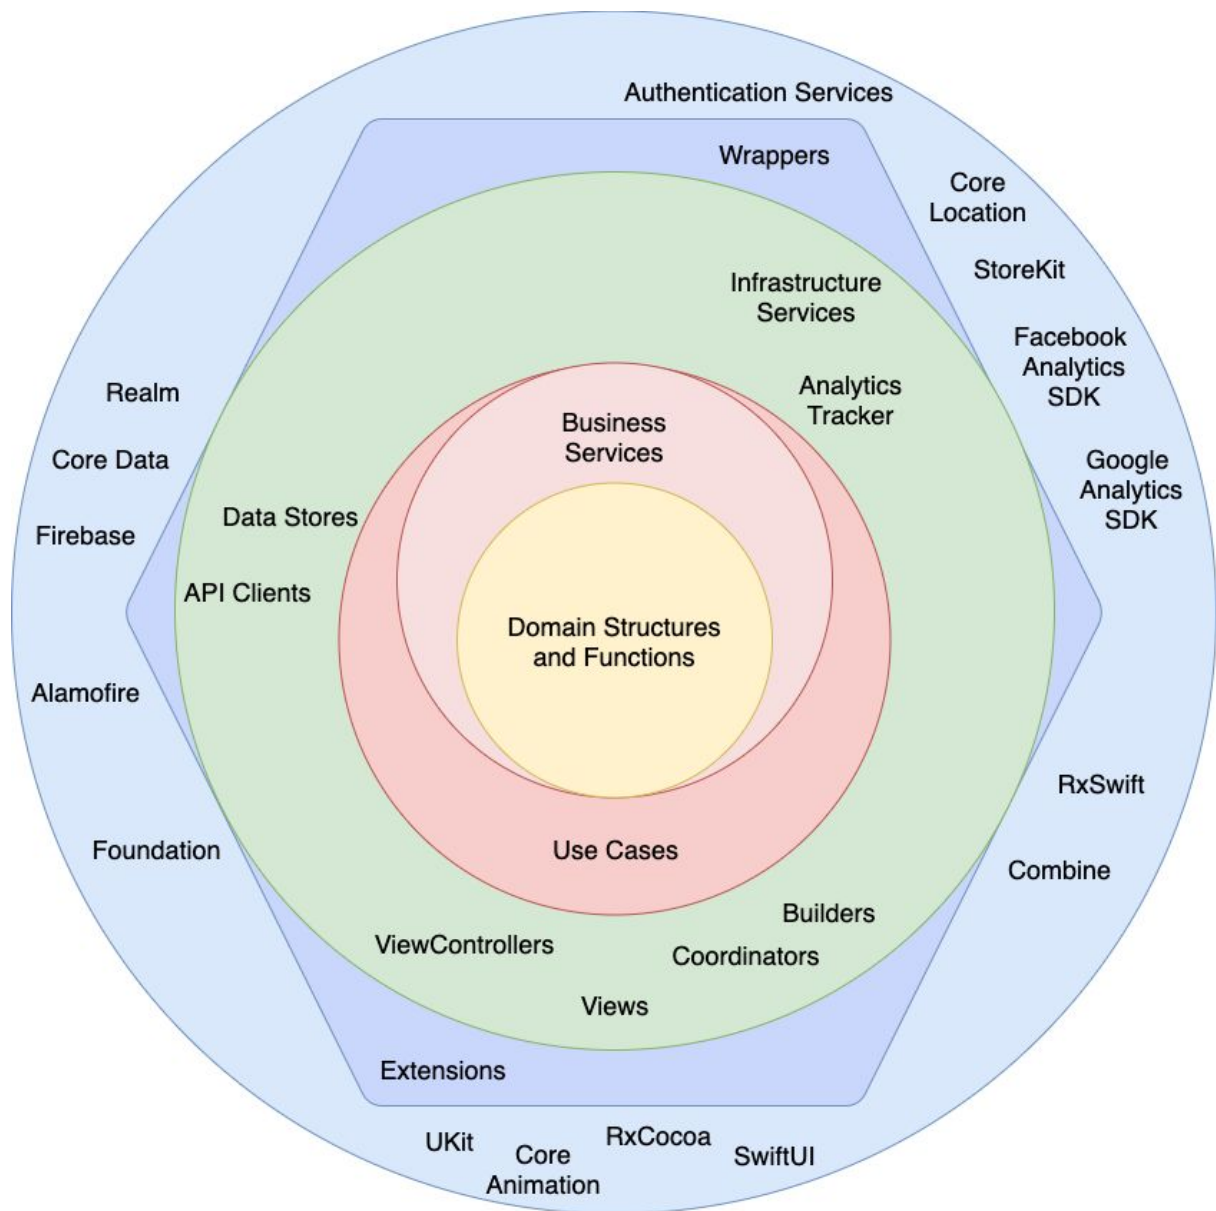 Authentication Services
Wrappers
Core
Location
StoreKit
Infrastructure
Services
Facebook
Analytics
SDK
Realm
Analytics
Tracker
Business
Services
Core Data
Google
Analytics
SDK
Data Stores
Firebase
API Clients
Domain Structures
and Functions
Alamofire
RxSwift
Foundation
Use Cases
Combine
Builders
ViewControllers
Coordinators
Views
Extensions
UKit
RxCocoa
Core
Animation
SwiftUI